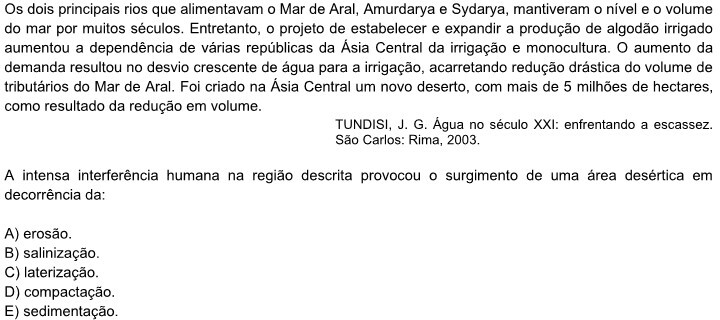 Os dois principais rios que alimentavam o Mar de Aral, Amurdarya e Sydarya, mantiveram o nível e o volume
do mar por muitos séculos. Entretanto, o projeto de estabelecer e expandir a produção de algodão irrigado
aumentou a dependência de várias repúblicas da Ásia Central da irrigação e monocultura. O aumento da
demanda resultou no desvio crescente de água para a irrigação, acarretando redução drástica do volume de
tributários do Mar de Aral. Foi criado na Ásia Central um novo deserto, com mais de 5 milhões de hectares,
como resultado da redução em volume.
TUNDISI, J. G. Água no século XXI: enfrentando a escassez.
São Carlos: Rima, 2003.
A intensa interferência humana na região descrita provocou o surgimento de uma área desértica em
decorrência da:
A) erosão.
B) salinização.
C) laterização.
D) compactação.
E) sedimentação.